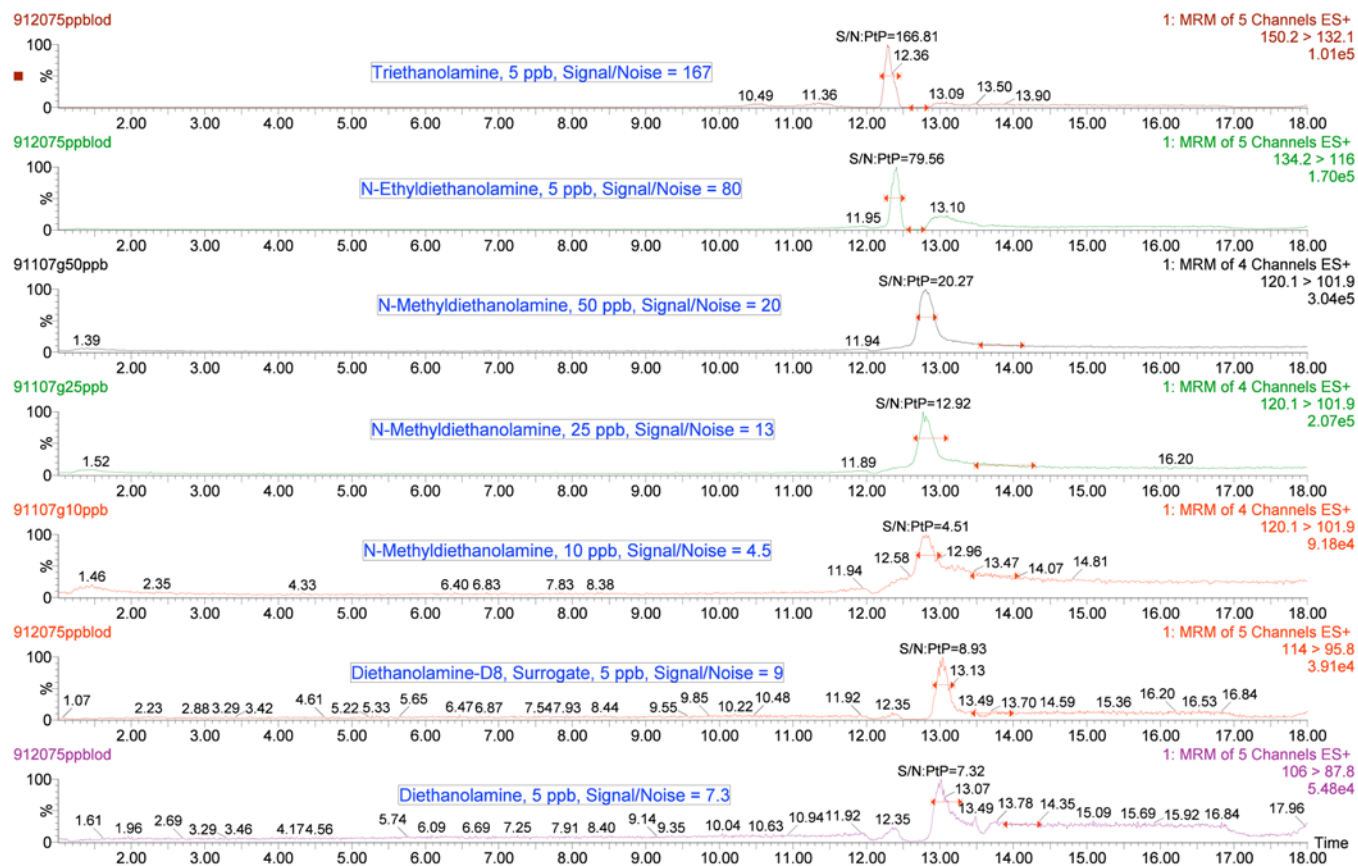 912075ppblod
1: MRM of 5 Channels ES+
S/N:PtP=166.81
150.2 > 132.1
100
12.36
1.01e5
%
Triethanolamine, 5 ppb, Signal/Noise = 167
10.49 11.36 13.09 13.50 13.90
0
2.00 3.00 4.00 5.00 6.00 7.00 8.00 9.00 10.00 11.00 12.00 13.00 14.00 15.00 16.00 17.00 18.00
912075ppblod
1: MRM of 5 Channels ES+
S/N:PtP=79.56
134.2 > 116
100
1.70e5
%
N-Ethyldiethanolamine, 5 ppb, Signal/Noise = 80
11.95 13.10
0
2.00 3.00 4.00 5.00 6.00 7.00 8.00 9.00 10.00 11.00 12.00 13.00 14.00 15.00 16.00 17.00 18.00
91107g50ppb
1: MRM of 4 Channels ES+
S/N:PtP=20.27
120.1 > 101.9
100
3.04e5
%
N-Methyldiethanolamine, 50 ppb, Signal/Noise = 20
1.39 11.94
0
2.00 3.00 4.00 5.00 6.00 7.00 8.00 9.00 10.00 11.00 12.00 13.00 14.00 15.00 16.00 17.00 18.00
91107g25ppb
1: MRM of 4 Channels ES+
S/N:PtP=12.92
120.1 > 101.9
100
2.07e5
%
N-Methyldiethanolamine, 25 ppb, Signal/Noise = 13
1.52 11.89 16.20
0
2.00 3.00 4.00 5.00 6.00 7.00 8.00 9.00 10.00 11.00 12.00 13.00 14.00 15.00 16.00 17.00 18.00
91107g10ppb
1: MRM of 4 Channels ES+
S/N:PtP=4.51
120.1 > 101.9
100
9.18e4
%
N-Methyldiethanolamine, 10 ppb, Signal/Noise = 4.5
1.46 2.35 4.33 6.40 6.83 7.83 8.38 11.94 12.58 12.96 13.47 14.07 14.81
0
2.00 3.00 4.00 5.00 6.00 7.00 8.00 9.00 10.00 11.00 12.00 13.00 14.00 15.00 16.00 17.00 18.00
912075ppblod
1: MRM of 5 Channels ES+
S/N:PtP=8.93
114 > 95.8
100
3.91e4
%
Diethanolamine-D8, Surrogate, 5 ppb, Signal/Noise = 9
13.13
1.07 2.23 2.88 3.29 3.42 4.61 5.22 5.33 5.65 6.47 6.87 7.54 7.93 8.44 9.55 9.85 10.22 10.48 11.92 12.35 13.49 13.70 14.59 15.36 16.20 16.53 16.84
0
2.00 3.00 4.00 5.00 6.00 7.00 8.00 9.00 10.00 11.00 12.00 13.00 14.00 15.00 16.00 17.00 18.00
912075ppblod
1: MRM of 5 Channels ES+
S/N:PtP=7.32
106 > 87.8
100
5.48e4
%
Diethanolamine, 5 ppb, Signal/Noise = 7.3
13.07
1.61 1.96 2.69 3.29 3.46 4.17 4.56 5.74 6.09 6.69 7.25 7.91 8.40 9.14 9.35 10.04 10.63 10.94 11.92 12.35 13.49 13.78 14.35 15.09 15.69 15.92 16.84 17.96
0
Time
2.00 3.00 4.00 5.00 6.00 7.00 8.00 9.00 10.00 11.00 12.00 13.00 14.00 15.00 16.00 17.00 18.00